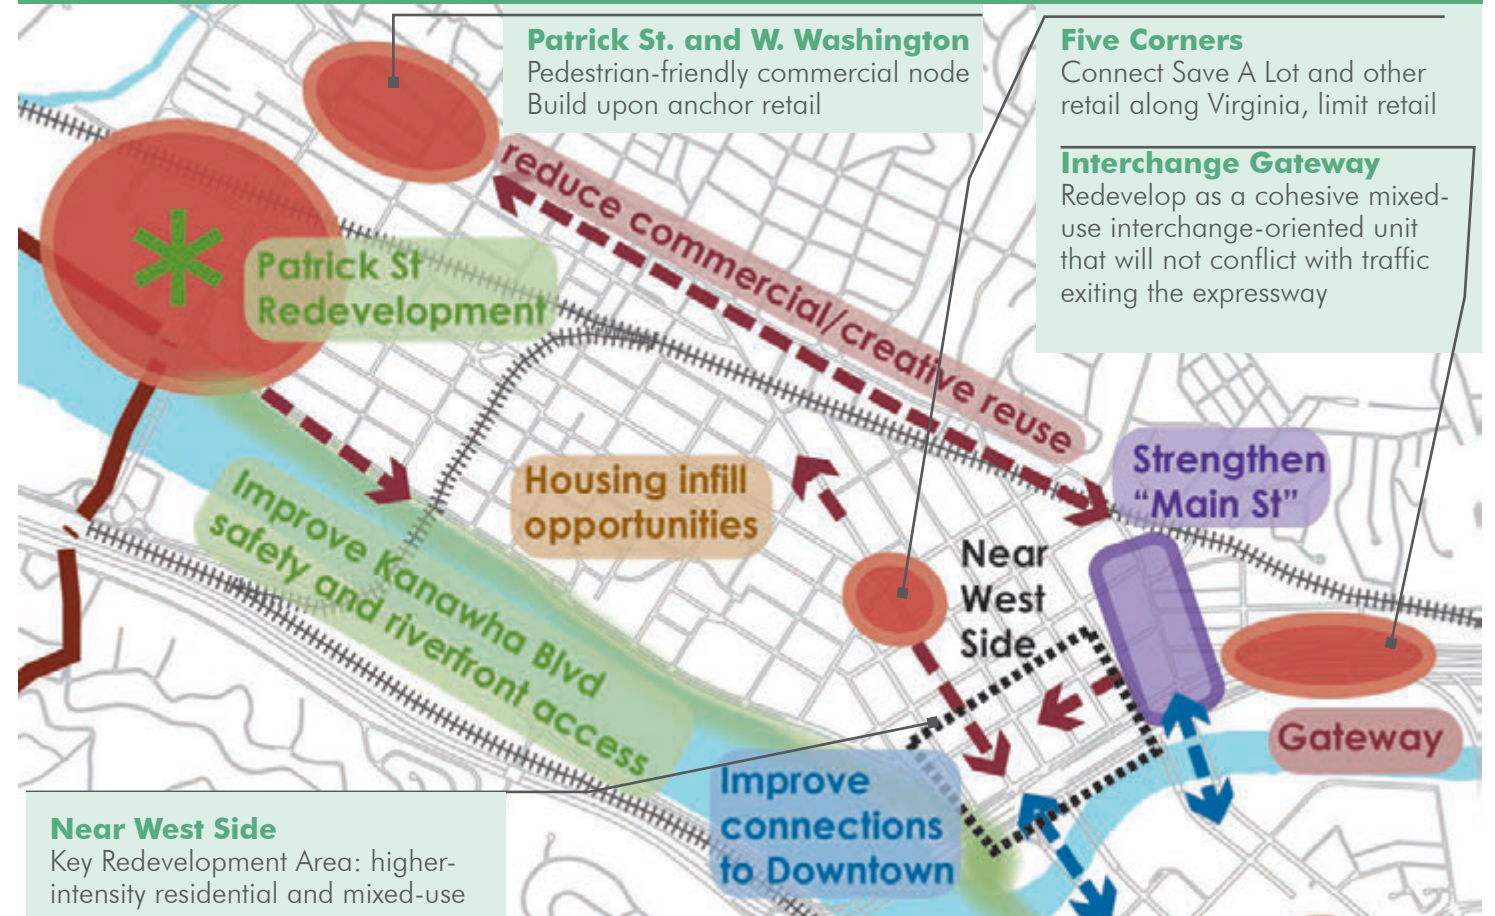 Patrick St. and W. Washington
Pedestrian-friendly commercial node
Build upon anchor retail
Five Corners
Connect Save A Lot and other
retail along Virginia, limit retail
Interchange Gateway
Redevelop as a cohesive mixed-
use interchange-oriented unit
that will not conflict with traffic
exiting the expressway
reduce commercial/creative reuse
Patrick St
Redevelopment
Housing infill
opportunities
Strengthen
"Main St"
Improve Kanawha Blvd
safety and riverfront access
Near
West
Side
Gateway
Improve
connections
to Downtown
Near West Side
Key Redevelopment Area: higher-
intensity residential and mixed-use